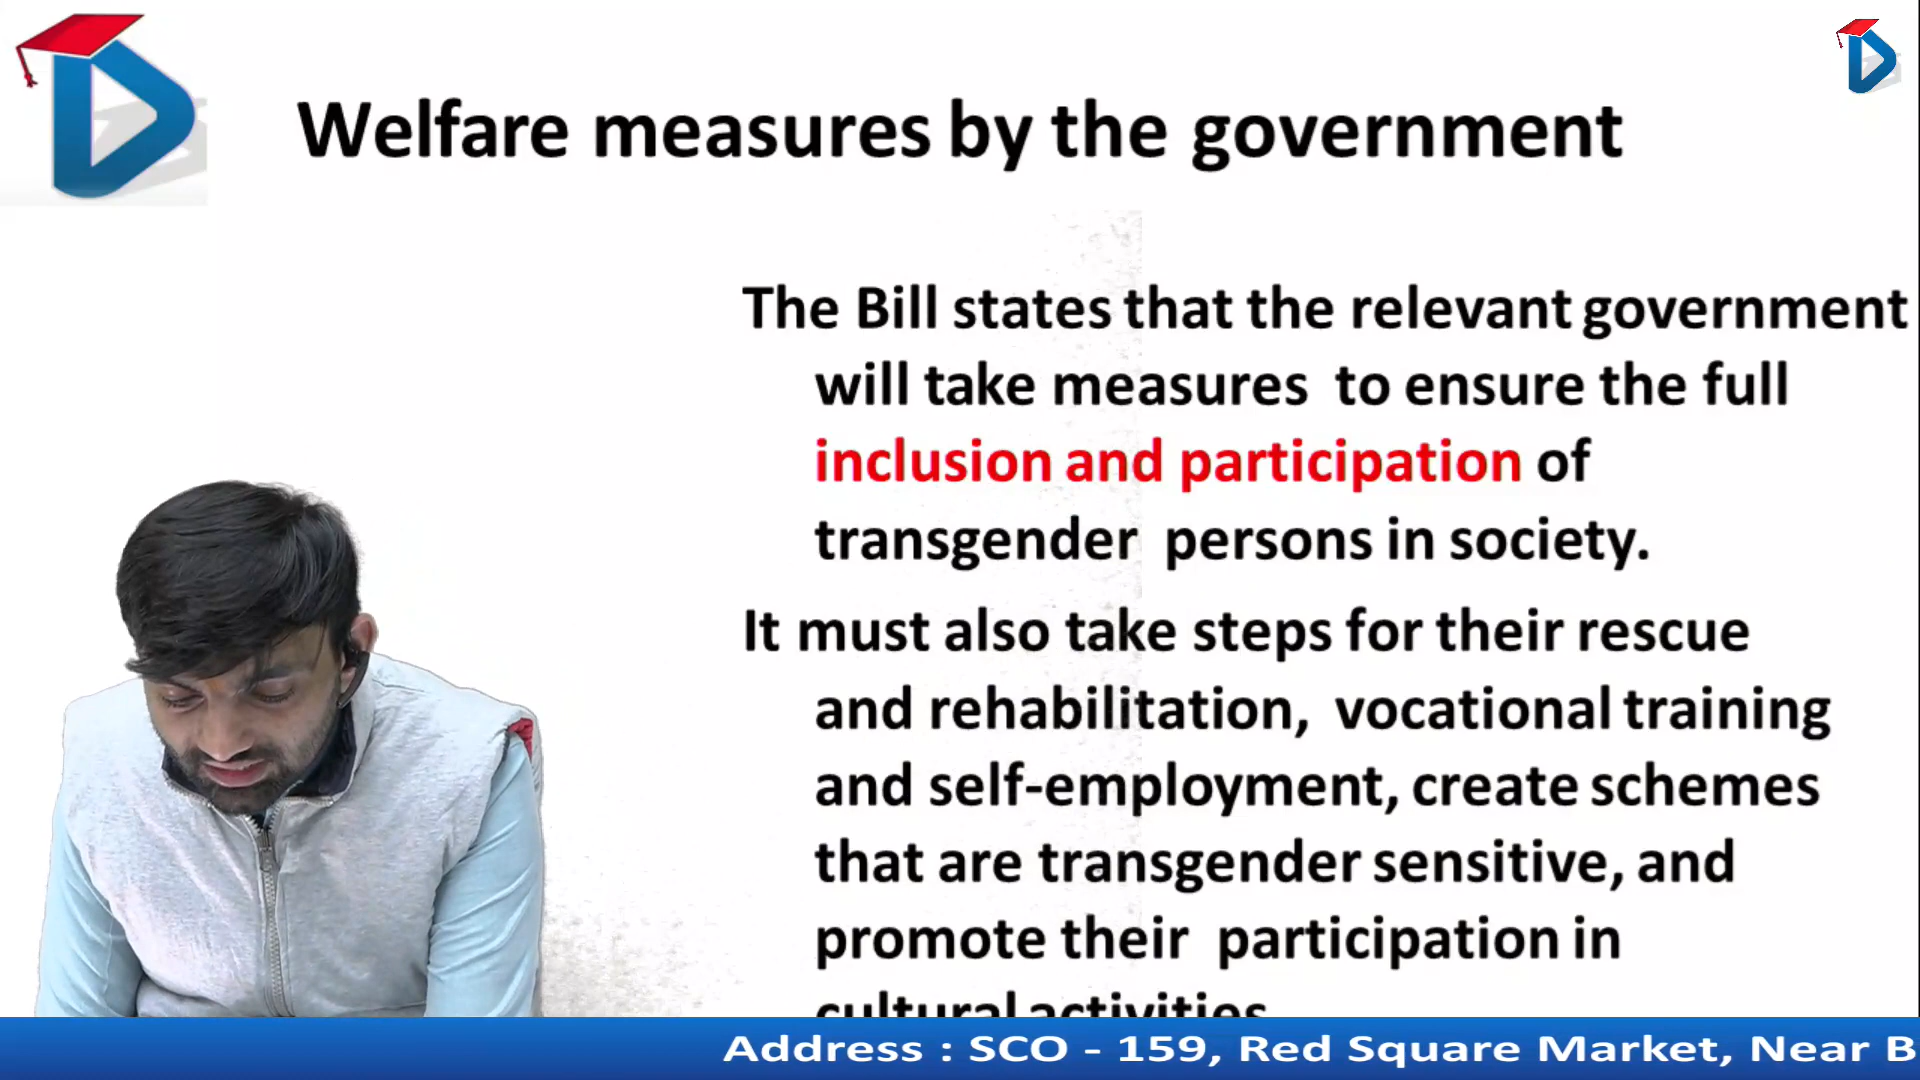 Welfare measures by the government
The Bill states that the relevant government
will take measures to ensure the full
inclusion and participation of
transgender persons in society.
It must also take steps for their rescue
and rehabilitation, vocational training
and self-employment, create schemes
that are transgender sensitive, and
promote their participation in
cultural activities
Address : SCO - 159, Red Square Market, Near B